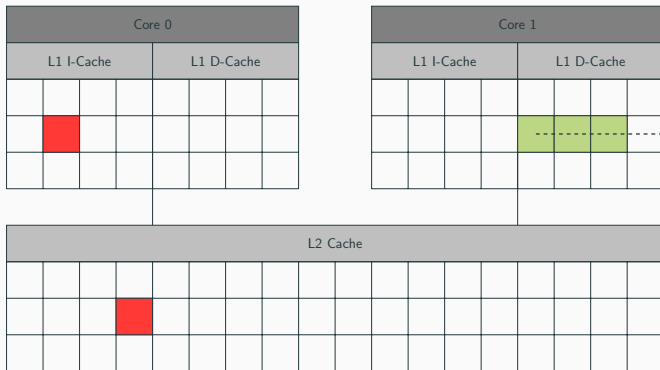 Core 0
Core 1
L1 I-Cache
L1 D-Cache
L1 I-Cache
L1 D-Cache
L2 Cache